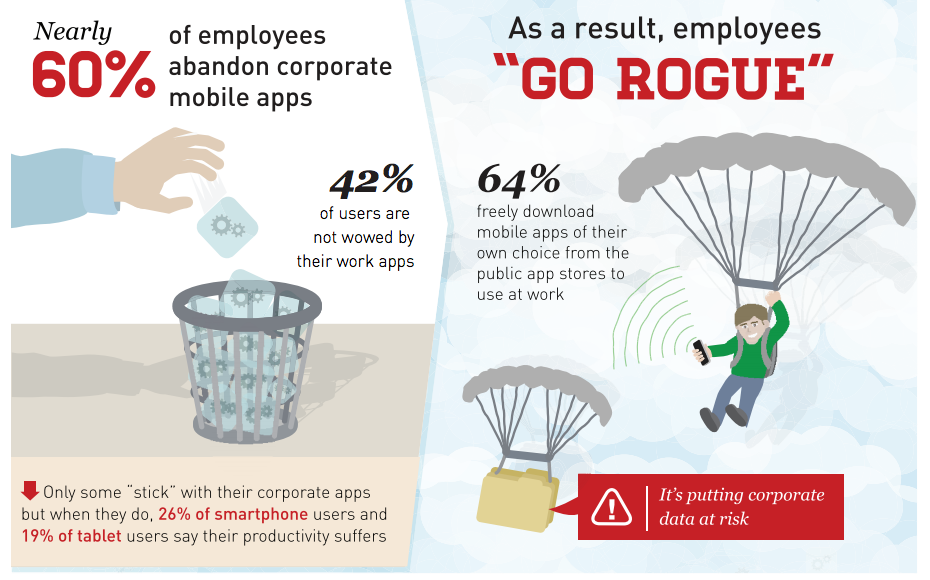 Nearly
60%
of employees
abandon corporate
mobile apps
42%
of users are
not wowed by
their work apps
Only some “stick” with their corporate apps
but when they do, 26% of smartphone users and
19% of tablet users say their productivity suffers
As a result, employees
“GO ROGUE”
64%
freely download
mobile apps of their
own choice from the
public app stores to
use at work
It’s putting corporate
data at risk